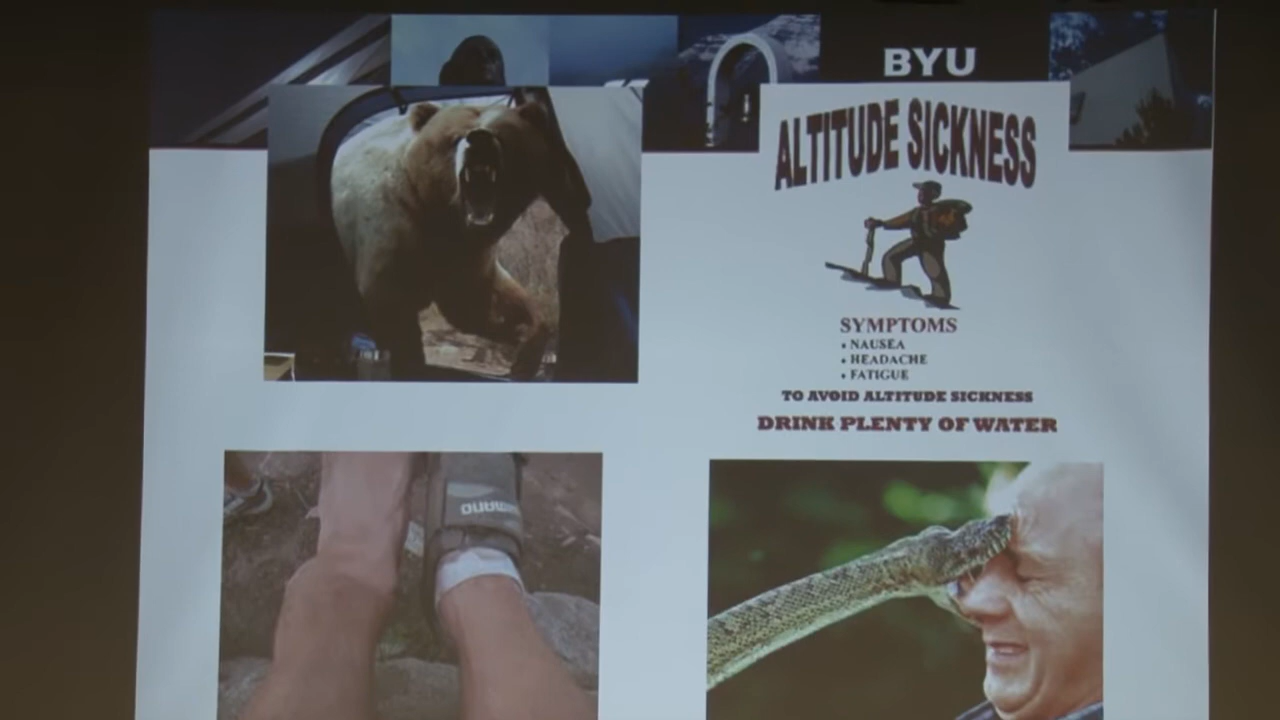 BYU
ALTITUDE SICKNESS
SYMPTOMS
• NAUSEA
• HEADACHE
• FATIGUE
TO AVOID ALTITUDE SICKNESS
DRINK PLENTY OF WATER